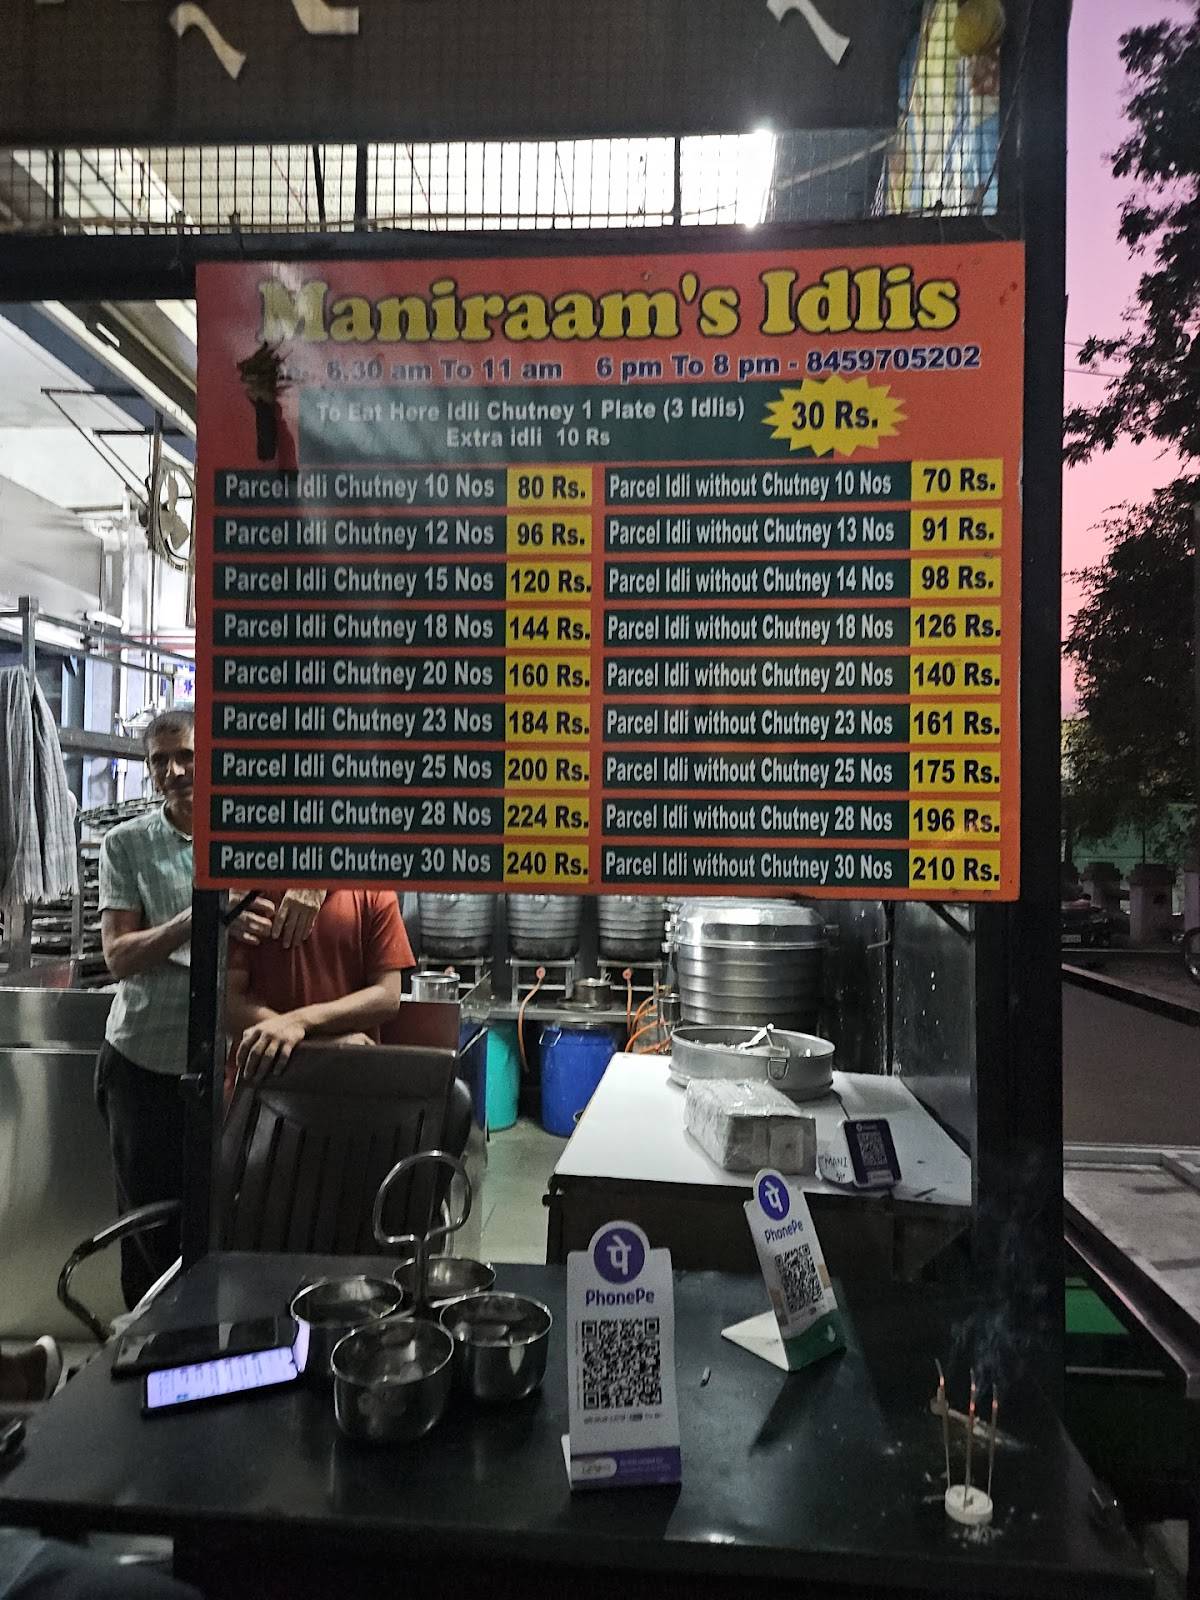 Maniraam's Idlis
6.30 am To 11 am 6 pm To 8 pm - 8459705202
To Eat Here Idli Chutney 1 Plate (3 Idlis) 30 Rs.
Extra idli 10 Rs
Parcel Idli Chutney 10 Nos 80 Rs. Parcel Idli without Chutney 10 Nos 70 Rs.
Parcel Idli Chutney 12 Nos 96 Rs. Parcel Idli without Chutney 13 Nos 91 Rs.
Parcel Idli Chutney 15 Nos 120 Rs. Parcel Idli without Chutney 14 Nos 98 Rs.
Parcel Idli Chutney 18 Nos 144 Rs. Parcel Idli without Chutney 18 Nos 126 Rs.
Parcel Idli Chutney 20 Nos 160 Rs. Parcel Idli without Chutney 20 Nos 140 Rs.
Parcel Idli Chutney 23 Nos 184 Rs. Parcel Idli without Chutney 23 Nos 161 Rs.
Parcel Idli Chutney 25 Nos 200 Rs. Parcel Idli without Chutney 25 Nos 175 Rs.
Parcel Idli Chutney 28 Nos 224 Rs. Parcel Idli without Chutney 28 Nos 196 Rs.
Parcel Idli Chutney 30 Nos 240 Rs. Parcel Idli without Chutney 30 Nos 210 Rs.
MANI
पे
PhonePe
पे
PhonePe